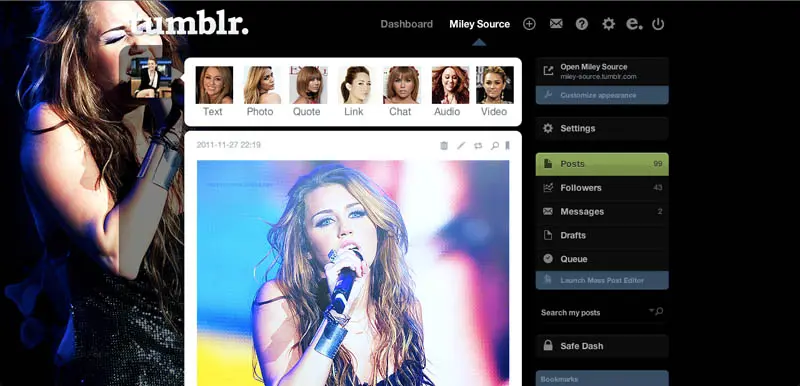 tumblr.
Dashboard
Miley Source
Text
Photo
Quote
Link
Chat
Audio
Video
2011-11-27 22:19
Open Miley Source
miley-source.tumblr.com
Customize appearance
Settings
Posts 99
Followers 43
Messages 2
Drafts
Queue
Launch Mass Post Editor
Search my posts
Safe Dash
Bookmarks